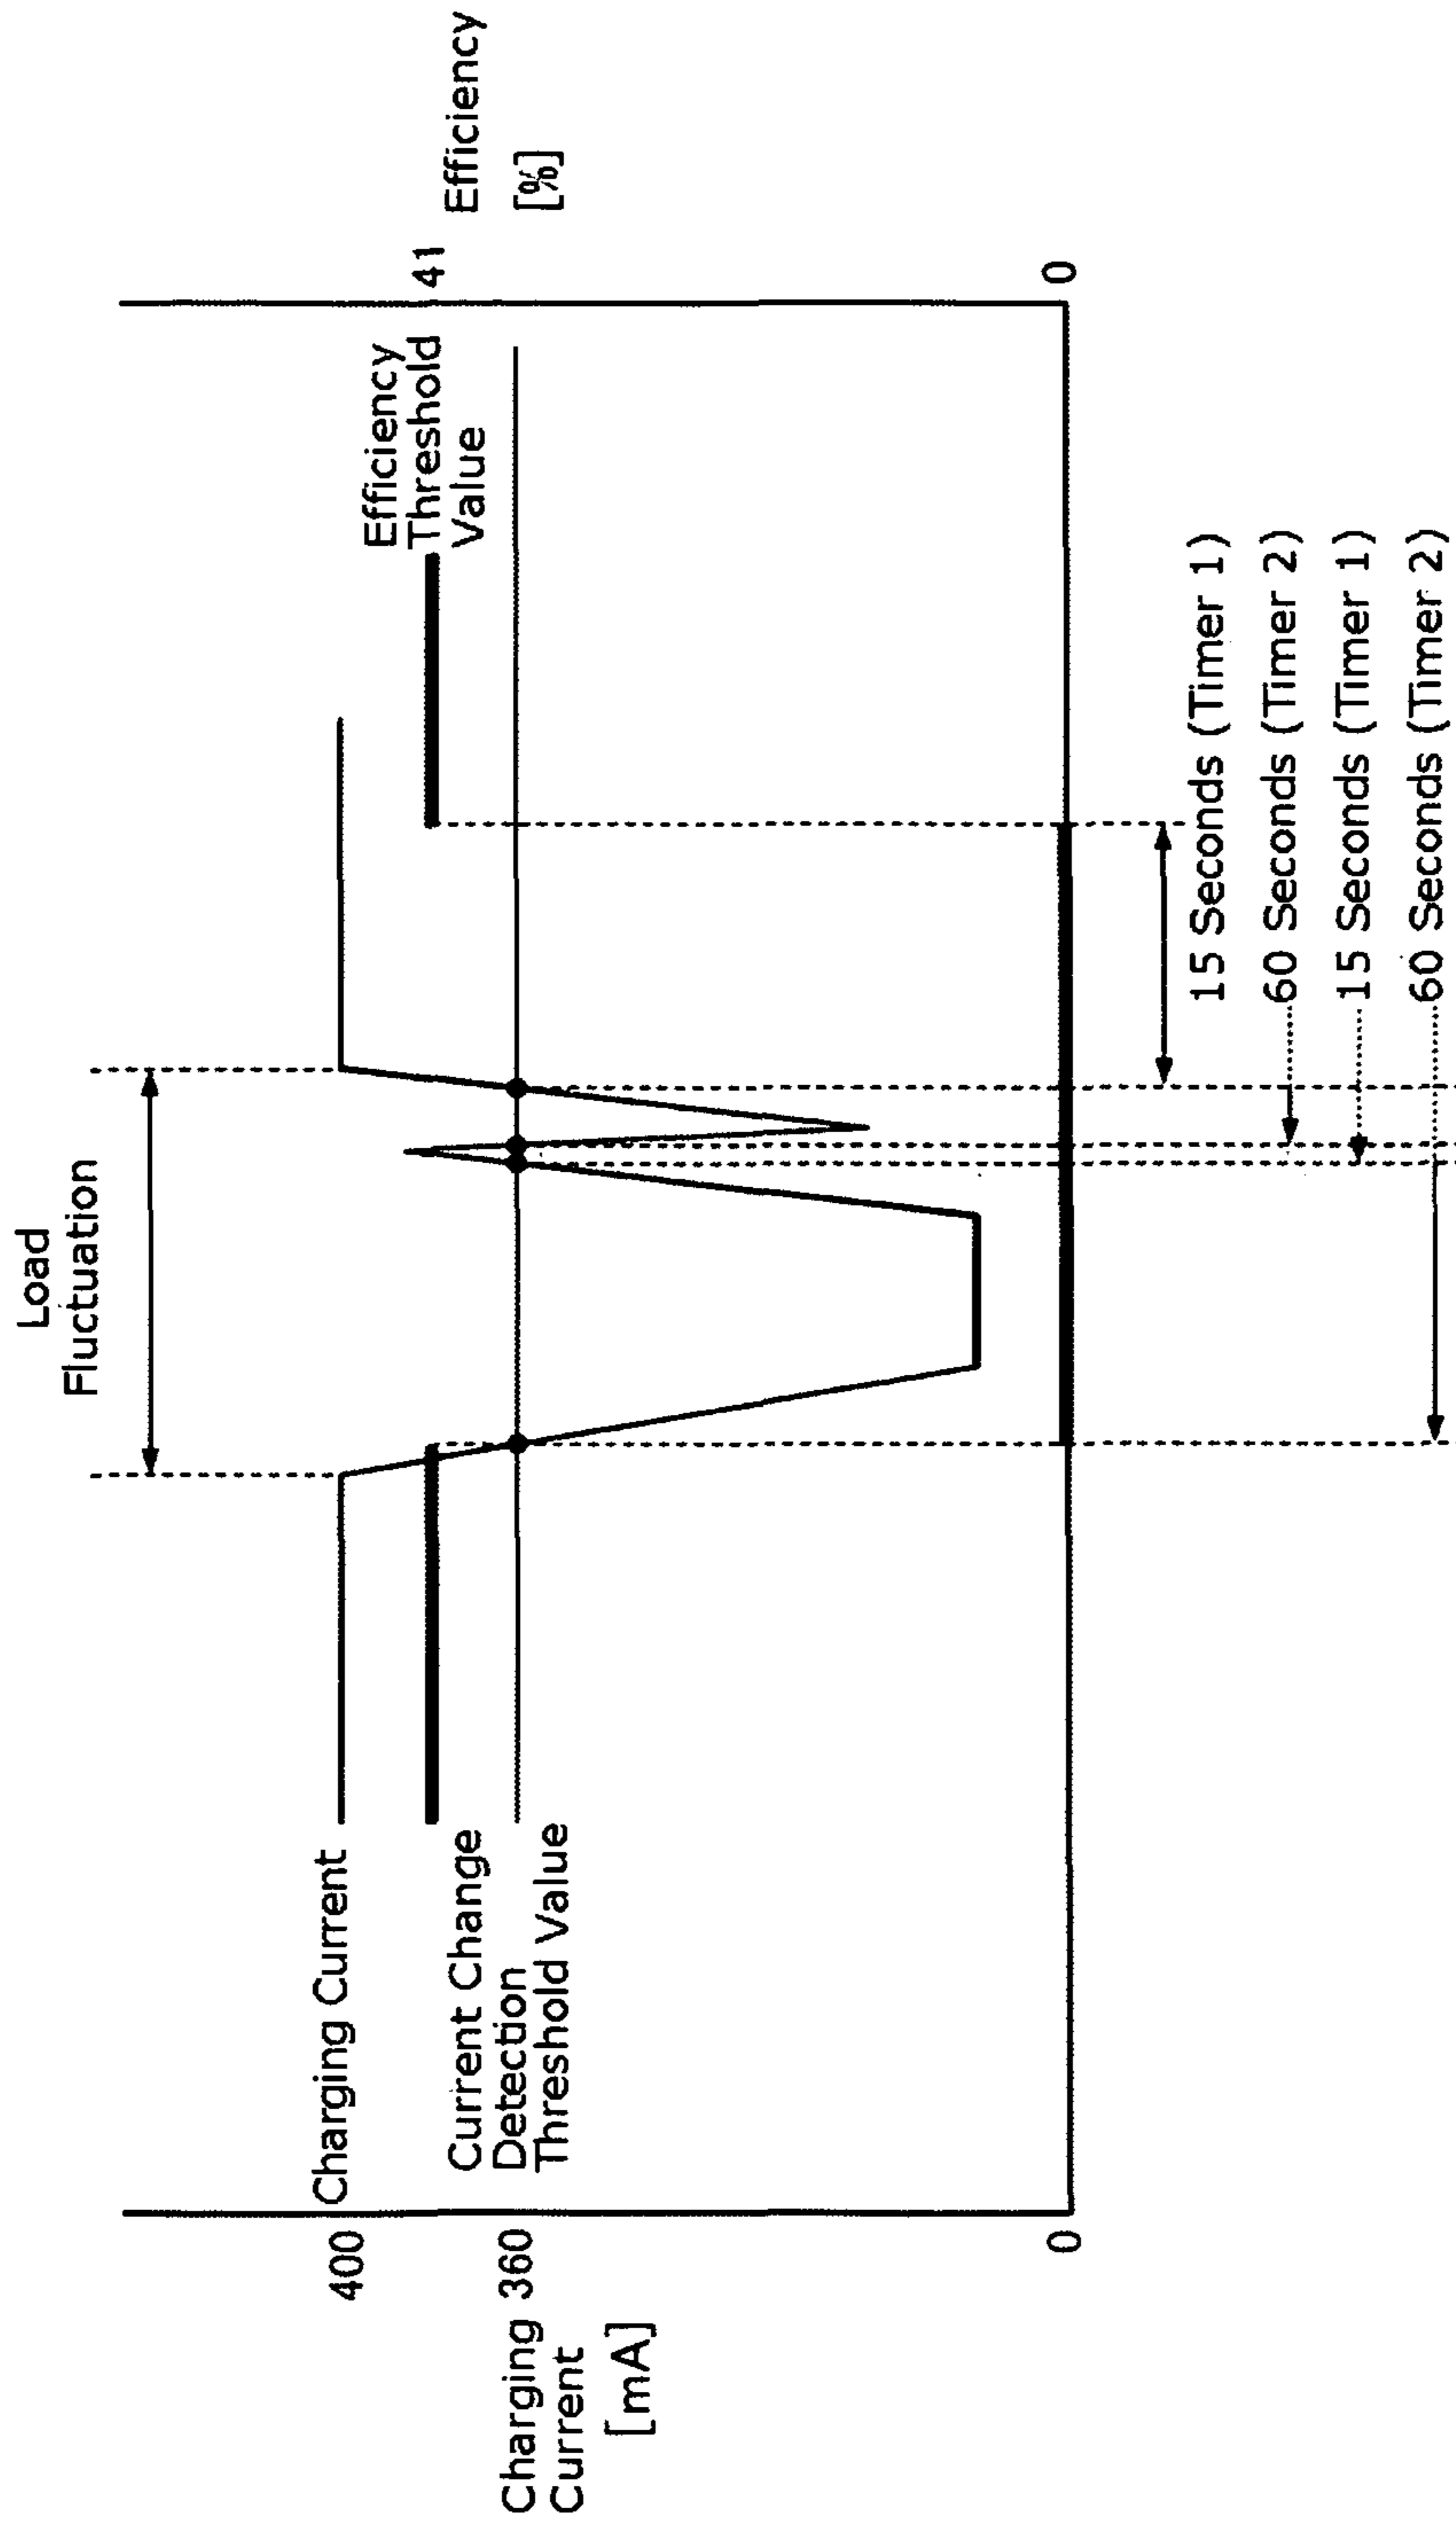 Load
Fluctuation
Charging Current
400
Charging 360
Current
[mA]
0
Current Change
Detection
Threshold Value
Efficiency
Threshold
Value
41
Efficiency
[%]
0
15 Seconds (Timer 1)
60 Seconds (Timer 2)
15 Seconds (Timer 1)
60 Seconds (Timer 2)